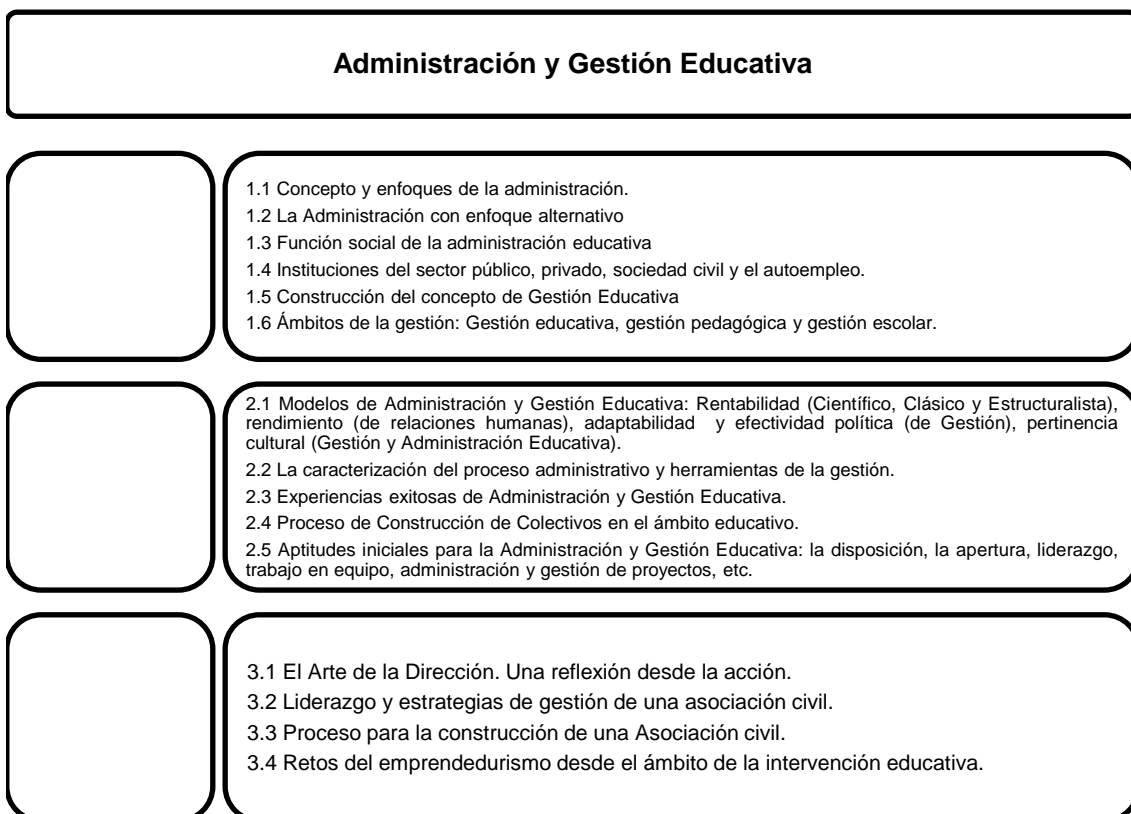 Administración y Gestión Educativa
1.1 Concepto y enfoques de la administración.
1.2 La Administración con enfoque alternativo
1.3 Función social de la administración educativa
1.4 Instituciones del sector público, privado, sociedad civil y el autoempleo.
1.5 Construcción del concepto de Gestión Educativa
1.6 Ámbitos de la gestión: Gestión educativa, gestión pedagógica y gestión escolar.
2.1 Modelos de Administración y Gestión Educativa: Rentabilidad (Científico, Clásico y Estructuralista),
rendimiento (de relaciones humanas), adaptabilidad y efectividad política (de Gestión), pertinencia
cultural (Gestión y Administración Educativa).
2.2 La caracterización del proceso administrativo y herramientas de la gestión.
2.3 Experiencias exitosas de Administración y Gestión Educativa.
2.4 Proceso de Construcción de Colectivos en el ámbito educativo.
2.5 Aptitudes iniciales para la Administración y Gestión Educativa: la disposición, la apertura, liderazgo,
trabajo en equipo, administración y gestión de proyectos, etc.
3.1 El Arte de la Dirección. Una reflexión desde la acción.
3.2 Liderazgo y estrategias de gestión de una asociación civil.
3.3 Proceso para la construcción de una Asociación civil.
3.4 Retos del emprendedurismo desde el ámbito de la intervención educativa.